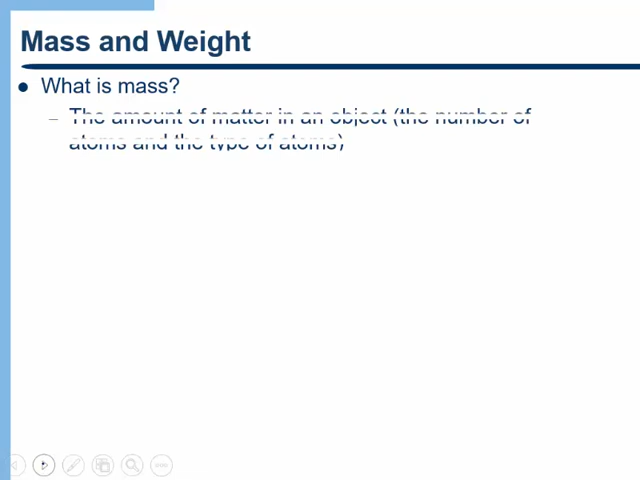 Mass and Weight
● What is mass?
– The amount of matter in an object (the number of
atoms and the type of atoms)